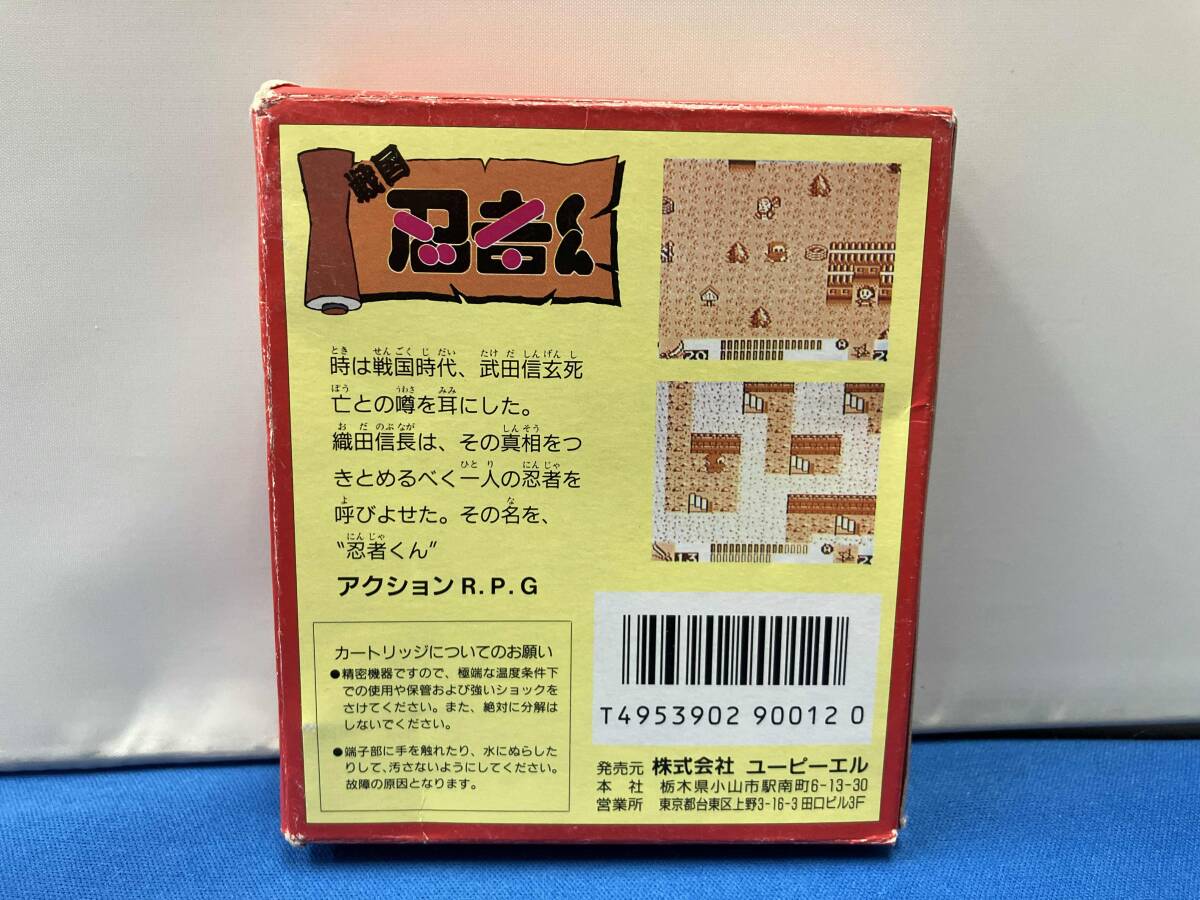 戦国
忍者くん
時は戦国時代、武田信玄死
亡との噂を耳にした。
織田信長は、その真相をつ
きとめるべく一人の忍者を
呼びよせた。その名を、
“忍者くん”
アクション R.P.G
カートリッジについてのお願い
●精密機器ですので、極端な温度条件下
での使用や保管および強いショックを
さけてください。また、絶対に分解は
しないでください。
●端子部に手を触れたり、水にぬらした
りして、汚さないようにしてください。
故障の原因となります。
20
13
T4953902 90012 0
発売元 株式会社 ユーピーエル
本 社 栃木県小山市駅南町6-13-30
営業所 東京都台東区上野3-16-3 田口ビル3F